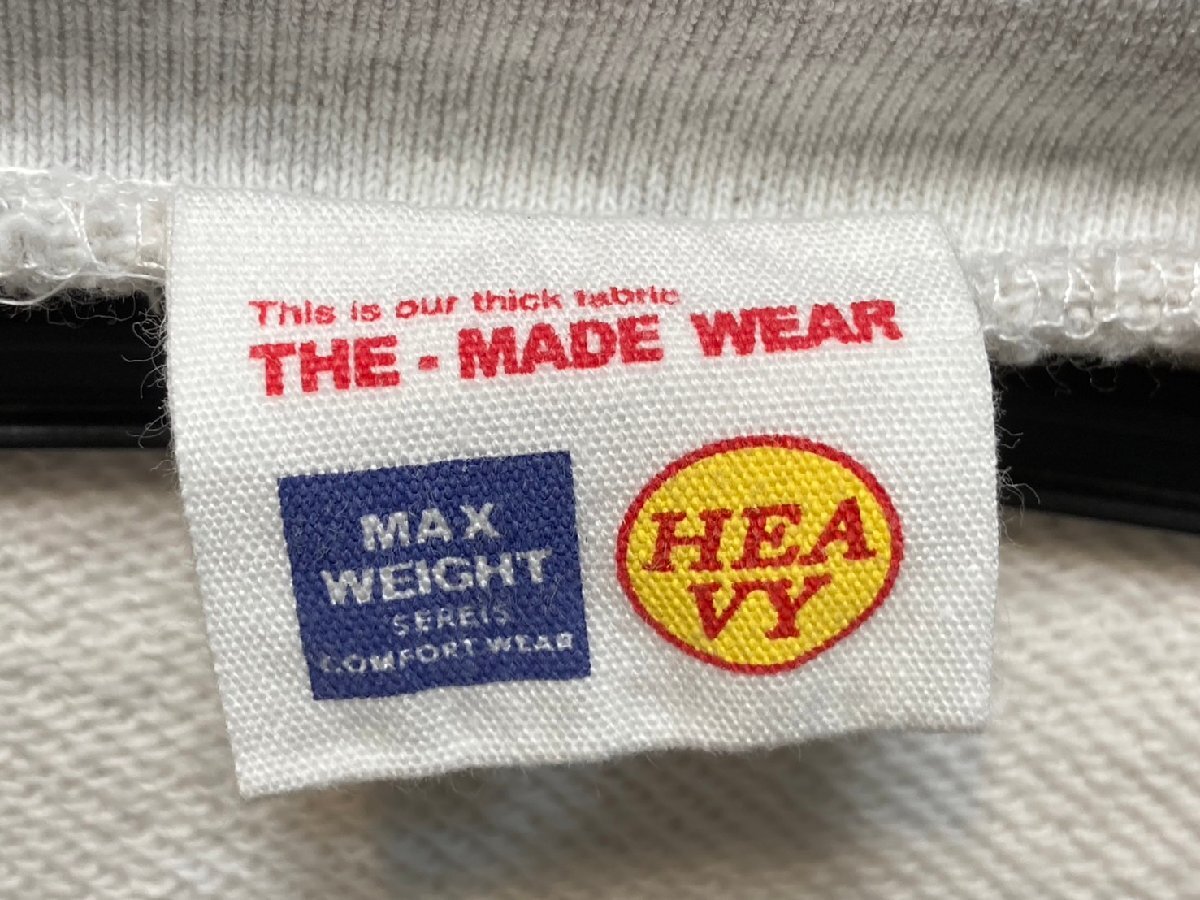 This is our thick fabric
THE - MADE WEAR
MAX
WEIGHT
SEREIS
COMFORT WEAR
HEA
VY